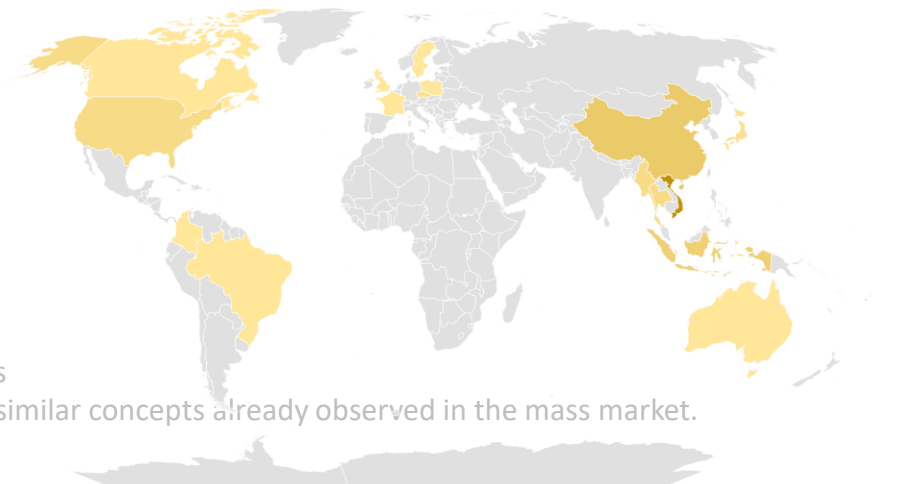 s
similar concepts already observed in the mass market.